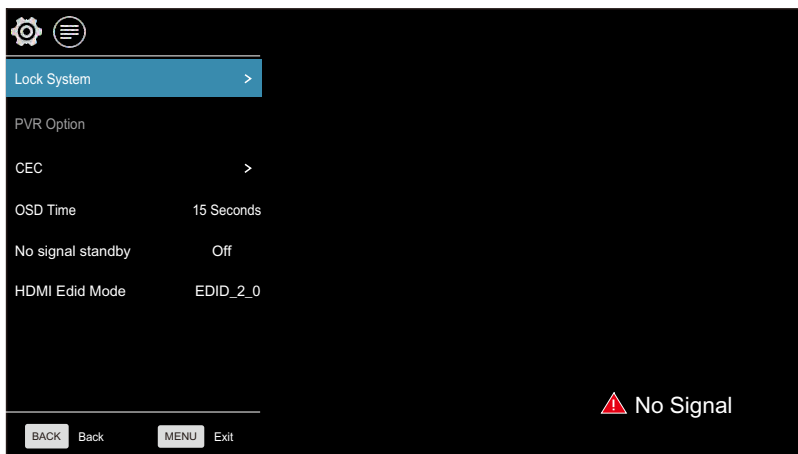 Lock System >
PVR Option
CEC >
OSD Time 15 Seconds
No signal standby Off
HDMI Edid Mode EDID_2_0
No Signal
BACK Back MENU Exit